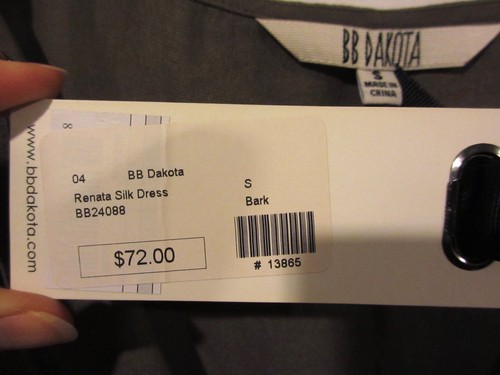 BB DAKOTA
S
MADE IN
CHINA
www.bbdakota.com
8
04 BB Dakota
Renata Silk Dress
BB24088
$72.00
S
Bark
# 13865